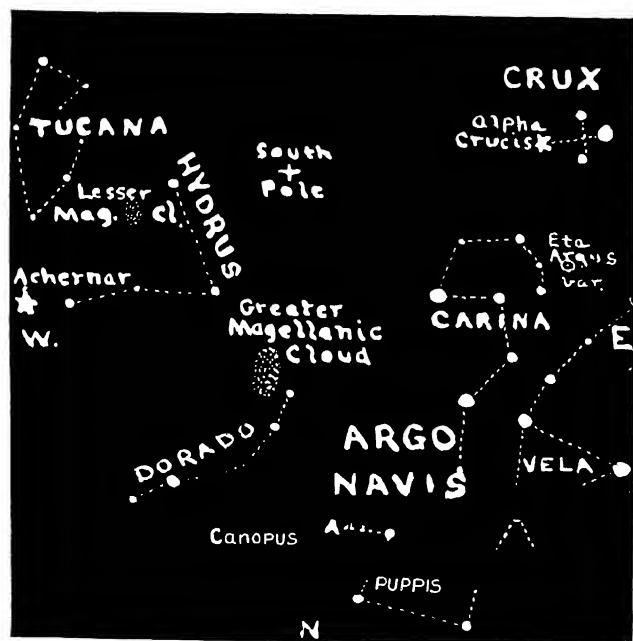 CRUX
TUCANA
Alpha
Crucis
South
+
Pole
HYDRUS
Lesser
Mag. Cl.
Eta
Argus
var.
Achernar
Greater
Magellanic
Cloud
CARINA
W.
E
ARGO
NAVIS
DORADO
VELA
Canopus
PUPPIS
N